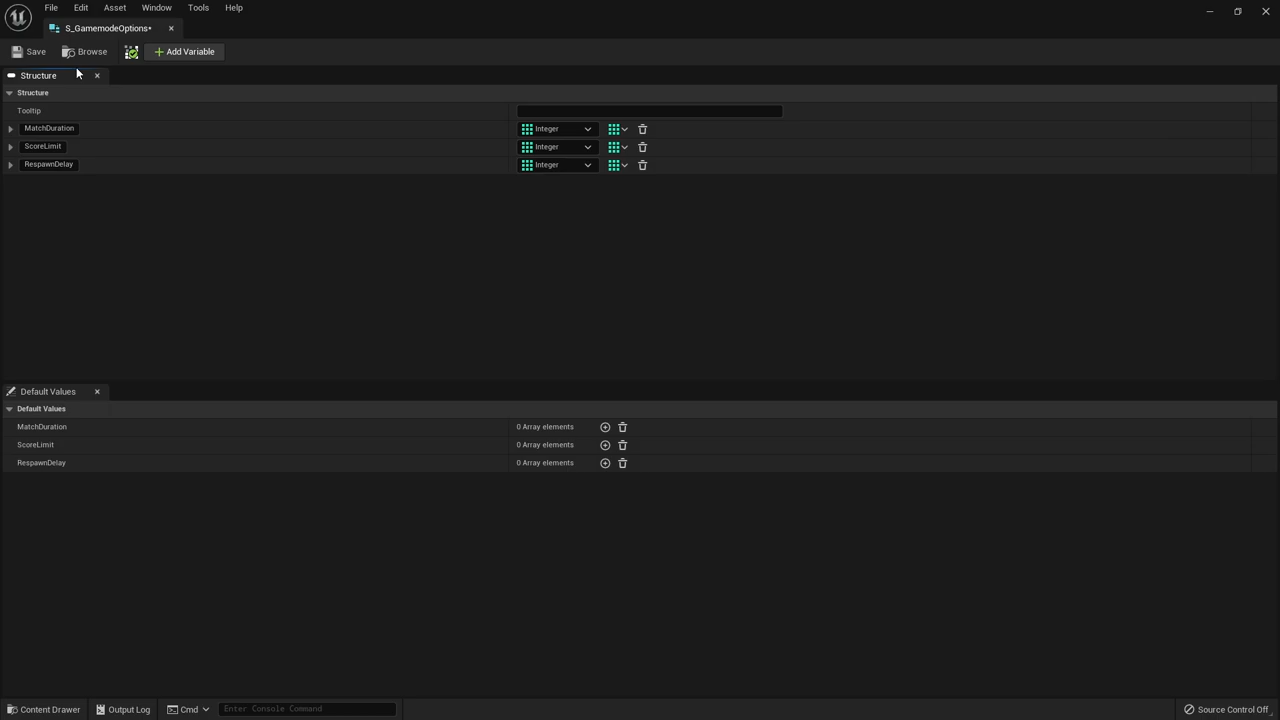 File Edit Asset Window Tools Help
S_GamemodeOptions*
Save Browse Add Variable
Structure
Structure
Tooltip
MatchDuration Integer
ScoreLimit Integer
RespawnDelay Integer
Default Values
Default Values
MatchDuration 0 Array elements
ScoreLimit 0 Array elements
RespawnDelay 0 Array elements
Content Drawer Output Log Cmd Enter Console Command Source Control Off